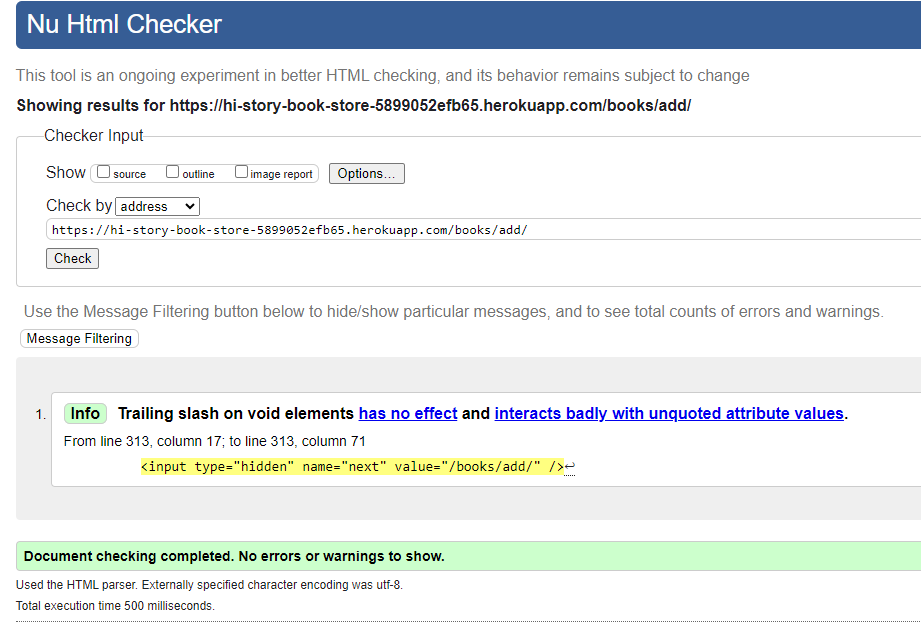 Nu Html Checker
This tool is an ongoing experiment in better HTML checking, and its behavior remains subject to change
Showing results for https://hi-story-book-store-5899052efb65.herokuapp.com/books/add/
Checker Input
Show source outline image report Options...
Check by address
https://hi-story-book-store-5899052efb65.herokuapp.com/books/add/
Check
Use the Message Filtering button below to hide/show particular messages, and to see total counts of errors and warnings.
Message Filtering
1. Info Trailing slash on void elements has no effect and interacts badly with unquoted attribute values.
From line 313, column 17; to line 313, column 71
<input type="hidden" name="next" value="/books/add/" />↩
Document checking completed. No errors or warnings to show.
Used the HTML parser. Externally specified character encoding was utf-8.
Total execution time 500 milliseconds.